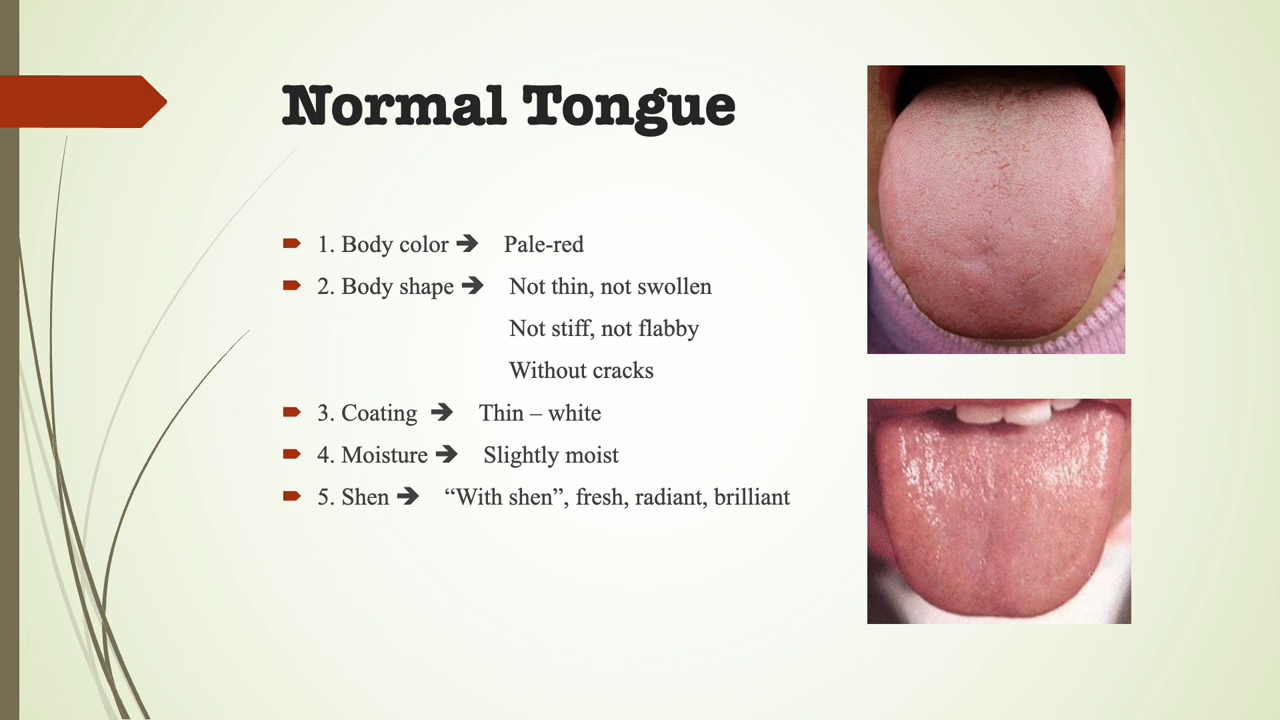 Normal Tongue
1. Body color ➔ Pale-red
2. Body shape ➔ Not thin, not swollen
Not stiff, not flabby
Without cracks
3. Coating ➔ Thin – white
4. Moisture ➔ Slightly moist
5. Shen ➔ “With shen”, fresh, radiant, brilliant